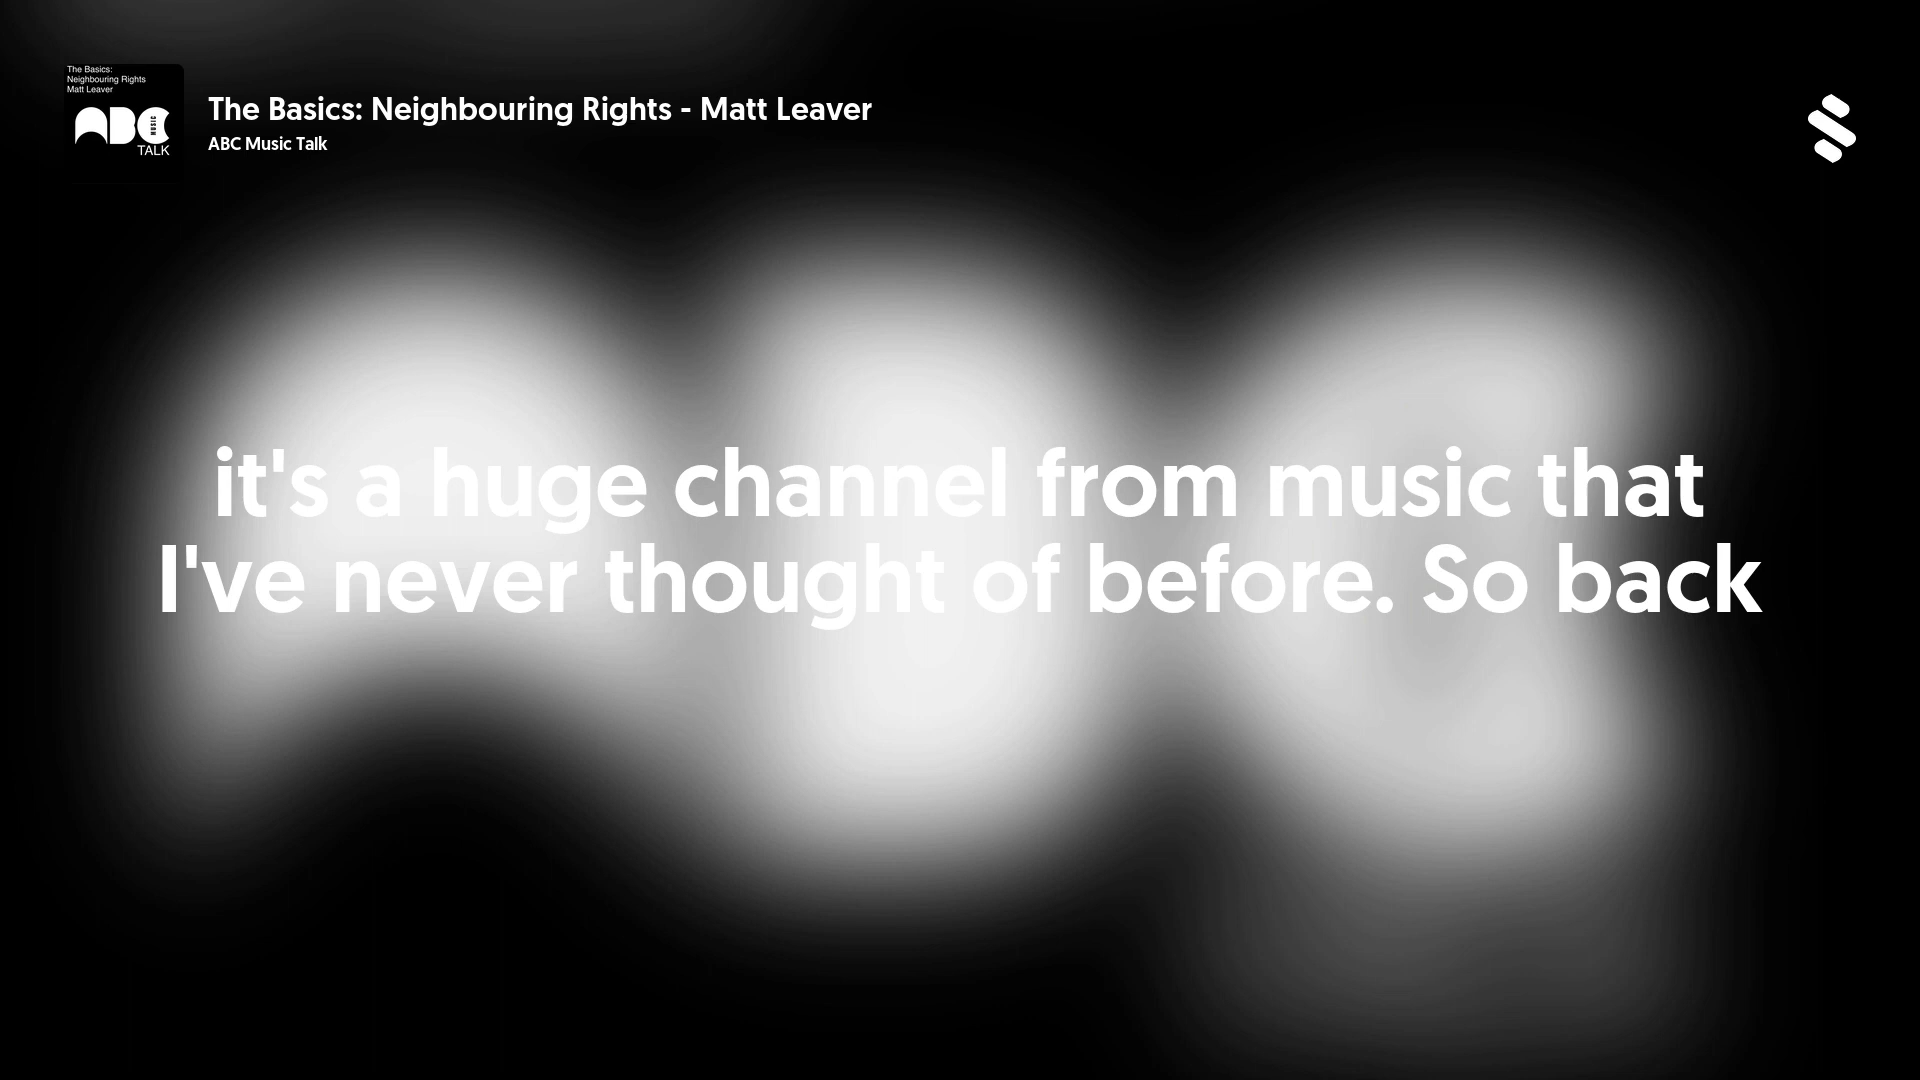 The Basics:
Neighbouring Rights
Matt Leaver
ABC
MUSIC
TALK
The Basics: Neighbouring Rights - Matt Leaver
ABC Music Talk
it's a huge channel from music that
I've never thought of before. So back